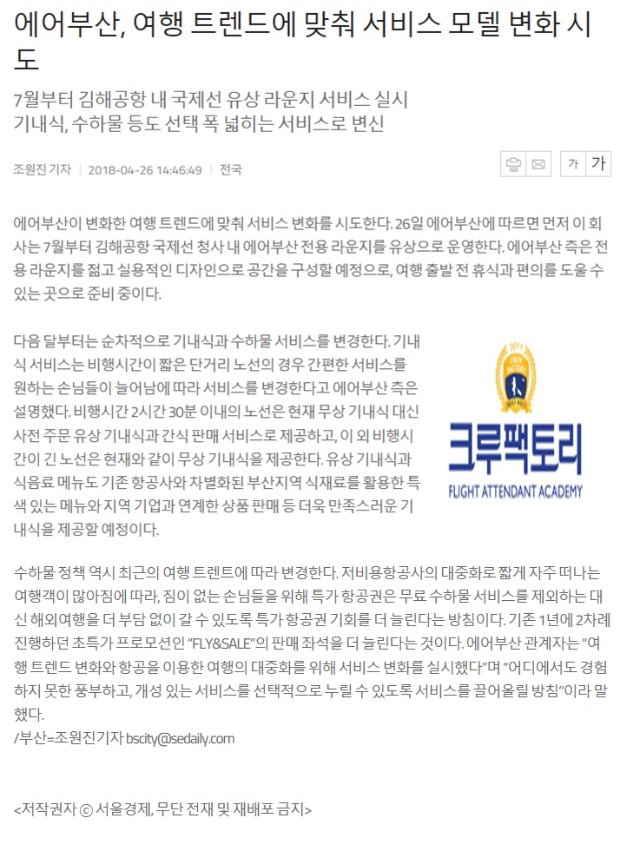 에어부산, 여행 트렌드에 맞춰 서비스 모델 변화 시
도
7월부터 김해공항 내 국제선 유상 라운지 서비스 실시
기내식, 수하물 등도 선택 폭 넓히는 서비스로 변신
조원진 기자 | 2018-04-26 14:46:49 | 전국
가 가
에어부산이 변화한 여행 트렌드에 맞춰 서비스 변화를 시도한다. 26일 에어부산에 따르면 먼저 이 회
사는 7월부터 김해공항 국제선 청사 내 에어부산 전용 라운지를 유상으로 운영한다. 에어부산 측은 전
용 라운지를 젊고 실용적인 디자인으로 공간을 구성할 예정으로, 여행 출발 전 휴식과 편의를 도울 수
있는 곳으로 준비 중이다.
다음 달부터는 순차적으로 기내식과 수하물 서비스를 변경한다. 기내
식 서비스는 비행시간이 짧은 단거리 노선의 경우 간편한 서비스를
원하는 손님들이 늘어남에 따라 서비스를 변경한다고 에어부산 측은
설명했다. 비행시간 2시간 30분 이내의 노선은 현재 무상 기내식 대신
사전 주문 유상 기내식과 간식 판매 서비스로 제공하고, 이 외 비행시
간이 긴 노선은 현재와 같이 무상 기내식을 제공한다. 유상 기내식과
식음료 메뉴도 기존 항공사와 차별화된 부산지역 식재료를 활용한 특
색 있는 메뉴와 지역 기업과 연계한 상품 판매 등 더욱 만족스러운 기
내식을 제공할 예정이다.
2011
크루팩토리
FLIGHT ATTENDANT ACADEMY
수하물 정책 역시 최근의 여행 트렌트에 따라 변경한다. 저비용항공사의 대중화로 짧게 자주 떠나는
여행객이 많아짐에 따라, 짐이 없는 손님들을 위해 특가 항공권은 무료 수하물 서비스를 제외하는 대
신 해외여행을 더 부담 없이 갈 수 있도록 특가 항공권 기회를 더 늘린다는 방침이다. 기존 1년에 2차례
진행하던 초특가 프로모션인 “FLY&SALE”의 판매 좌석을 더 늘린다는 것이다. 에어부산 관계자는 “여
행 트렌드 변화와 항공을 이용한 여행의 대중화를 위해 서비스 변화를 실시했다”며 “어디에서도 경험
하지 못한 풍부하고, 개성 있는 서비스를 선택적으로 누릴 수 있도록 서비스를 끌어올릴 방침”이라 말
했다.
/부산=조원진기자 bscity@sedaily.com
<저작권자 ⓒ 서울경제, 무단 전재 및 재배포 금지>